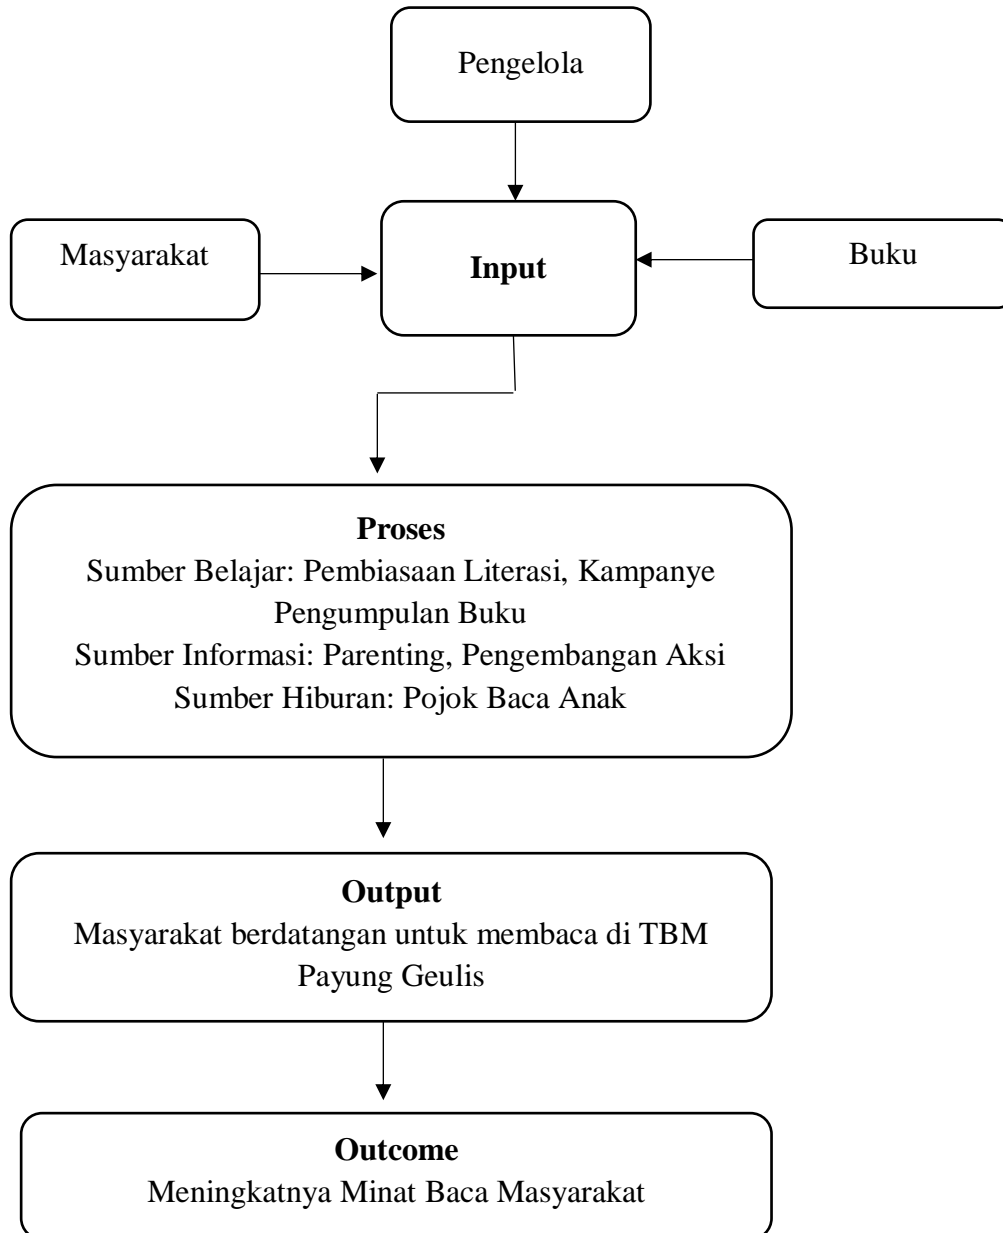 Pengelola
Masyarakat
Input
Buku
Proses
Sumber Belajar: Pembiasaan Literasi, Kampanye
Pengumpulan Buku
Sumber Informasi: Parenting, Pengembangan Aksi
Sumber Hiburan: Pojok Baca Anak
Output
Masyarakat berdatangan untuk membaca di TBM
Payung Geulis
Outcome
Meningkatnya Minat Baca Masyarakat